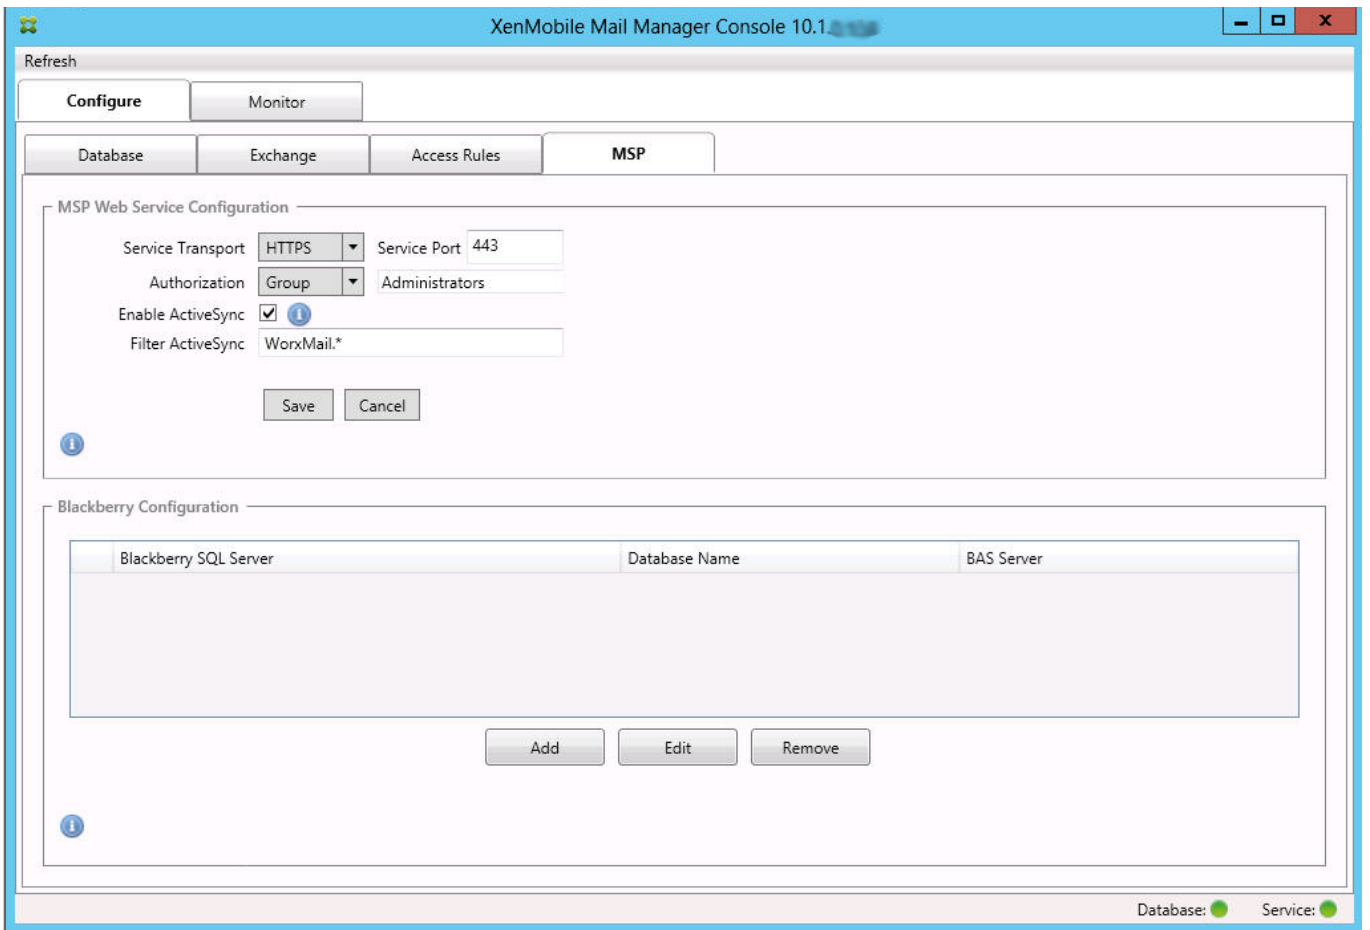 XenMobile Mail Manager Console 10.1.
Refresh
Configure Monitor
Database Exchange Access Rules MSP
MSP Web Service Configuration
Service Transport HTTPS Service Port 443
Authorization Group Administrators
Enable ActiveSync
Filter ActiveSync WorxMail.*
Save Cancel
Blackberry Configuration
Blackberry SQL Server Database Name BAS Server
Add Edit Remove
Database: Service: